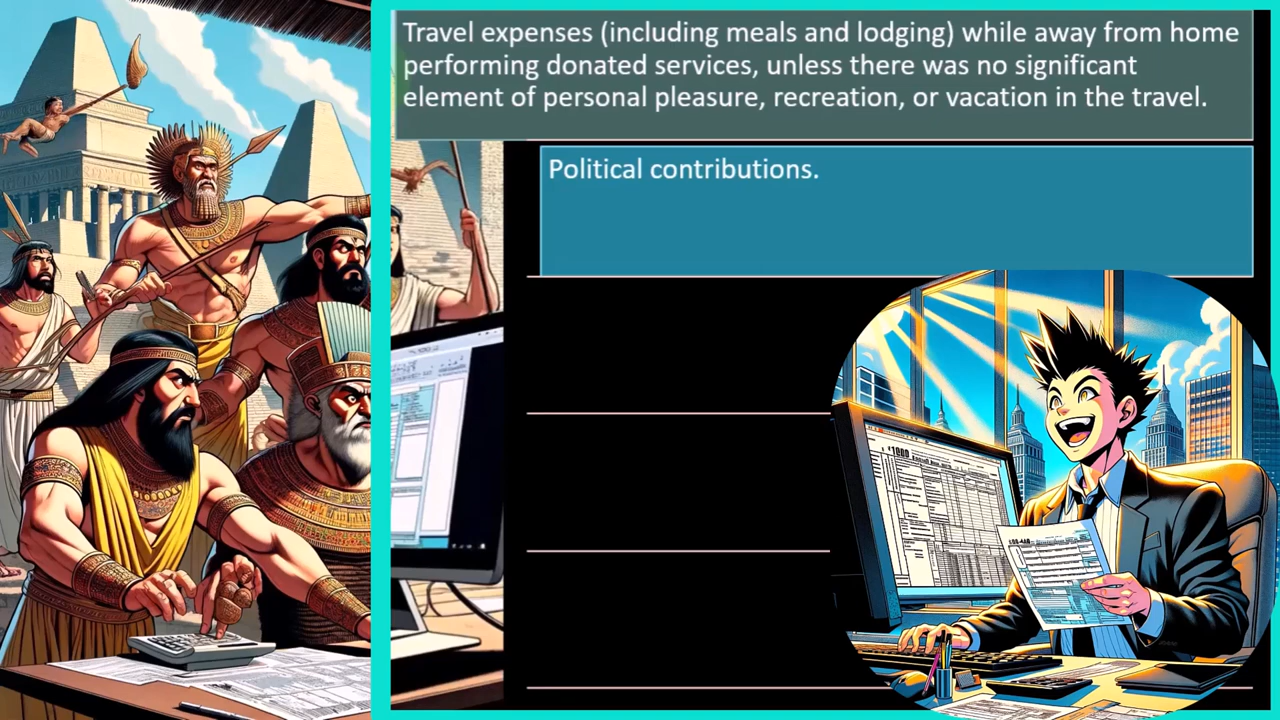 Travel expenses (including meals and lodging) while away from home
performing donated services, unless there was no significant
element of personal pleasure, recreation, or vacation in the travel.
Political contributions.